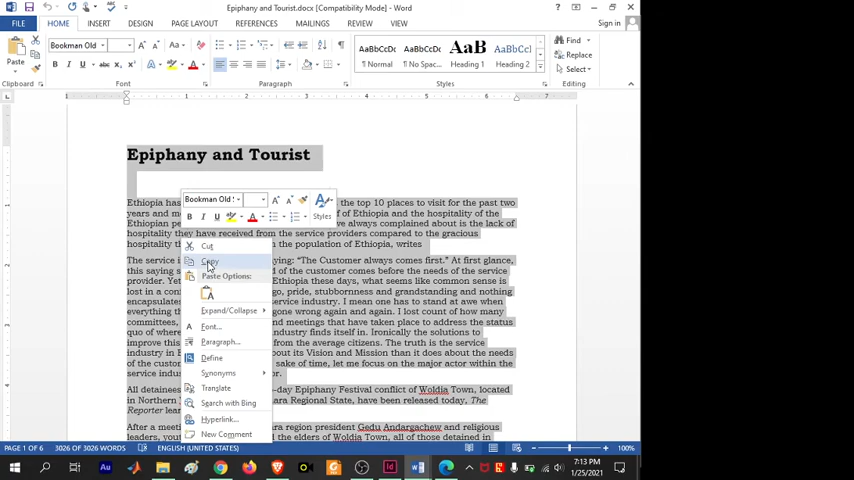 Epiphany and Tourist.docx [Compatibility Mode] - Word
FILE HOME INSERT DESIGN PAGE LAYOUT REFERENCES MAILINGS REVIEW VIEW Sign in
Paste
Bookman Old
Aa
AaBbCcDc AaBbCcDc AaB AaBbCcI
¶ Normal ¶ No Spac... Heading 1 Heading 2
Find
Replace
Select
Clipboard Font Paragraph Styles Editing
Epiphany and Tourist
Bookman Old
B I U A Styles
Ethiopia has the top 10 places to visit for the past two
years and of Ethiopia and the hospitality of the
Ethiopian always complained about is the lack of
hospitality they have received from the service providers compared to the gracious
hospitality in the population of Ethiopia, writes
The service ying: “The Customer always comes first.” At first glance,
this saying of the customer comes before the needs of the service
provider. Yet Ethiopia these days, what seems like common sense is
lost in a go, pride, stubbornness and grandstanding and nothing
encapsulates service industry. I mean one has to stand at awe when
everything gone wrong again and again. I lost count of how many
committees, and meetings that have taken place to address the status
quo of where industry finds itself in. Ironically the solutions to
improve this from the average citizens. The truth is the service
industry in out its Vision and Mission than it does about the needs
of the sake of time, let me focus on the major actor within the
service
All detainees day Epiphany Festival conflict of Woldia Town, located
in Northern ara Regional State, have been released today, The
Reporter
After a ra region president Gedu Andargachew and religious
leaders, the elders of Woldia Town, all of those detained in
Cut
Copy
Paste Options:
Expand/Collapse
Font...
Paragraph...
Define
Synonyms
Translate
Search with Bing
Hyperlink...
New Comment
PAGE 1 OF 6 3026 OF 3026 WORDS ENGLISH (UNITED STATES) 100%
7:13 PM
1/25/2021